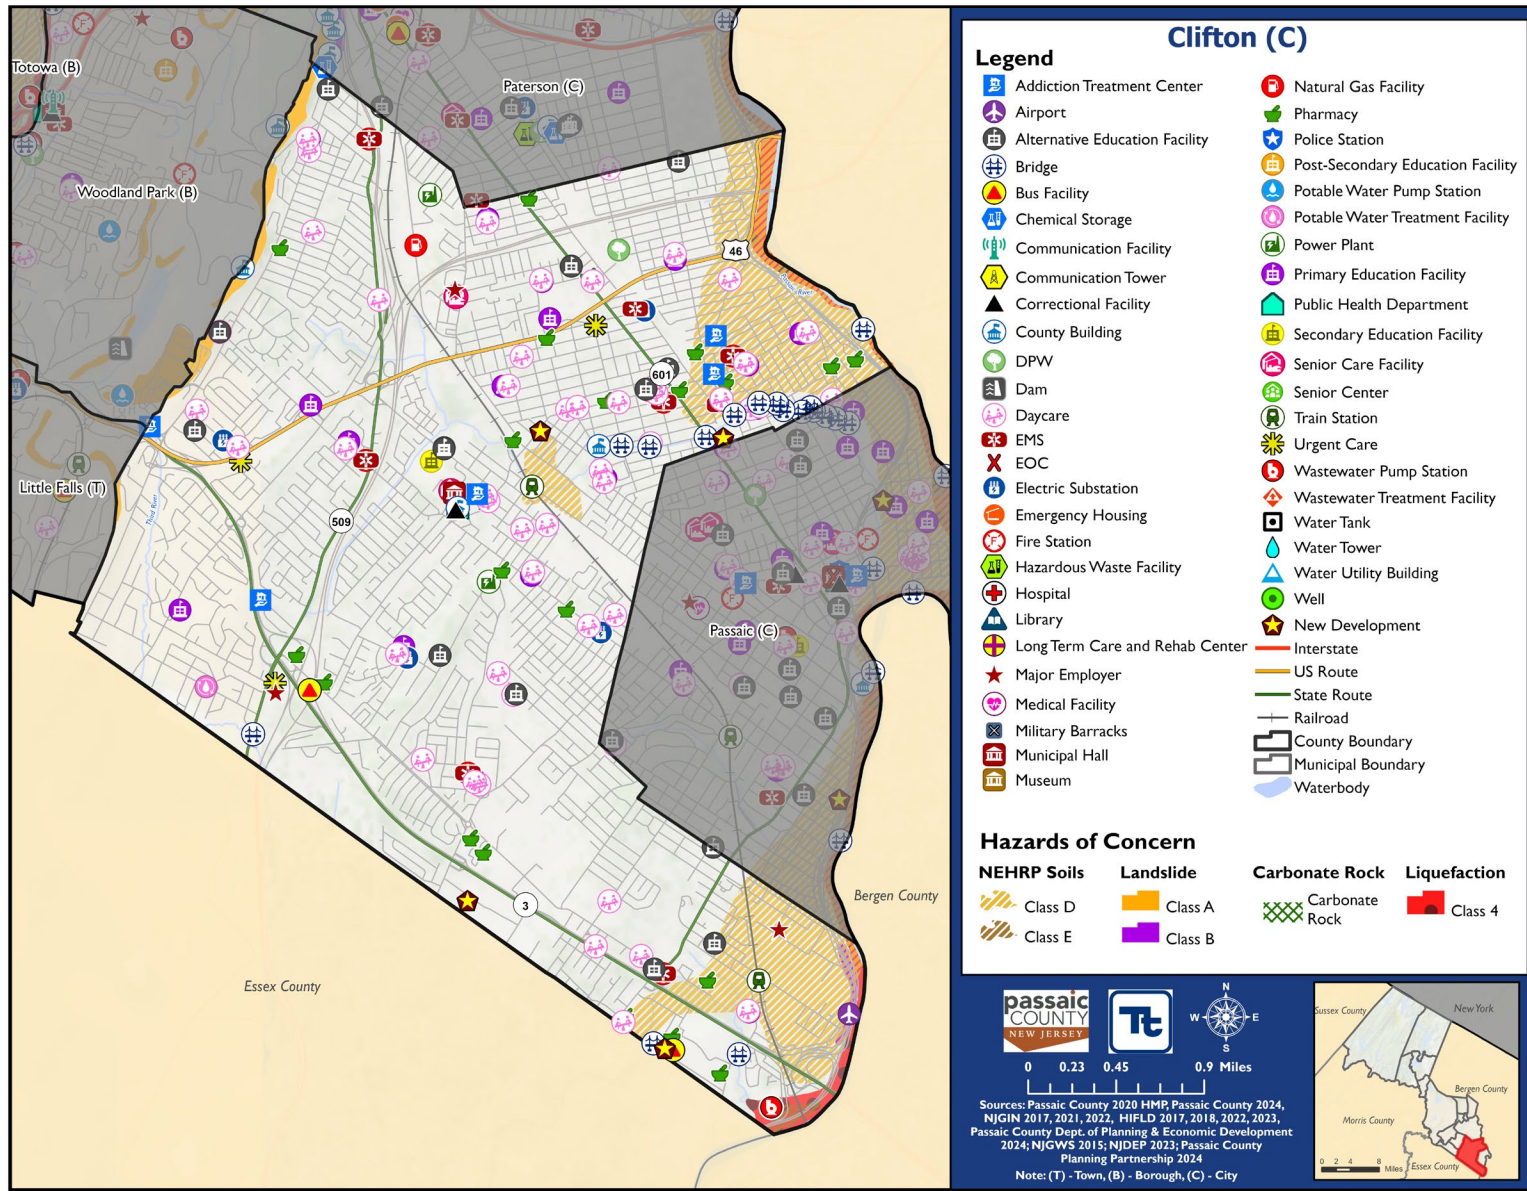 Totowa (B)
Paterson (C)
Woodland Park (B)
46
Passaic River
601
Little Falls (T)
Third River
509
Passaic (C)
3
Bergen County
Essex County
Clifton (C)
Legend
Addiction Treatment Center
Airport
Alternative Education Facility
Bridge
Bus Facility
Chemical Storage
Communication Facility
Communication Tower
Correctional Facility
County Building
DPW
Dam
Daycare
EMS
EOC
Electric Substation
Emergency Housing
Fire Station
Hazardous Waste Facility
Hospital
Library
Long Term Care and Rehab Center
Major Employer
Medical Facility
Military Barracks
Municipal Hall
Museum
Natural Gas Facility
Pharmacy
Police Station
Post-Secondary Education Facility
Potable Water Pump Station
Potable Water Treatment Facility
Power Plant
Primary Education Facility
Public Health Department
Secondary Education Facility
Senior Care Facility
Senior Center
Train Station
Urgent Care
Wastewater Pump Station
Wastewater Treatment Facility
Water Tank
Water Tower
Water Utility Building
Well
New Development
Interstate
US Route
State Route
Railroad
County Boundary
Municipal Boundary
Waterbody
Hazards of Concern
NEHRP Soils
Class D
Class E
Landslide
Class A
Class B
Carbonate Rock
Carbonate
Rock
Liquefaction
Class 4
passaic
COUNTY
NEW JERSEY
Tt
N
W E
S
0 0.23 0.45 0.9 Miles
Sources: Passaic County 2020 HMP, Passaic County 2024,
NJGIN 2017, 2021, 2022, HIFLD 2017, 2018, 2022, 2023,
Passaic County Dept. of Planning & Economic Development
2024; NJGWS 2015; NJDEP 2023; Passaic County
Planning Partnership 2024
Note: (T) - Town, (B) - Borough, (C) - City
Sussex County
New York
Bergen County
Morris County
Essex County
0 2 4 8
Miles